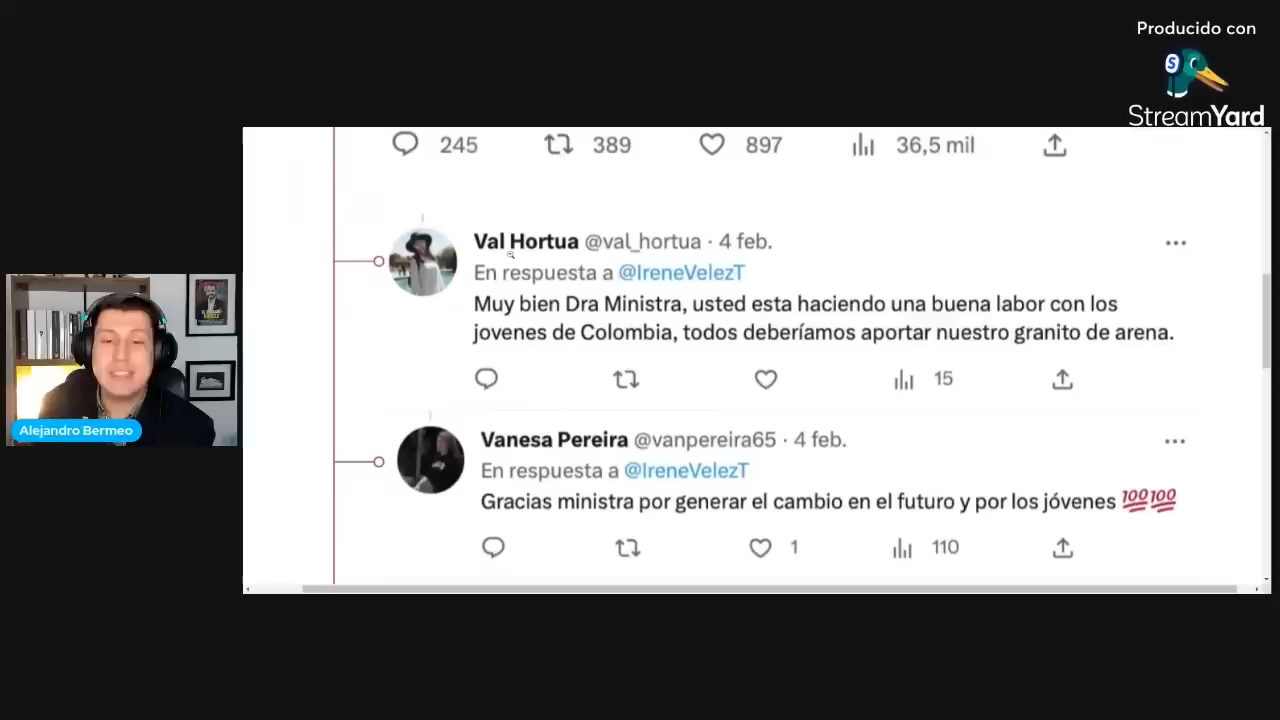 Producido con
StreamYard
245 389 897 36,5 mil
Val Hortua @val_hortua · 4 feb.
En respuesta a @IreneVelezT
Muy bien Dra Ministra, usted esta haciendo una buena labor con los
jovenes de Colombia, todos deberíamos aportar nuestro granito de arena.
15
Vanesa Pereira @vanpereira65 · 4 feb.
En respuesta a @IreneVelezT
Gracias ministra por generar el cambio en el futuro y por los jóvenes 💯💯
1 110
Alejandro Bermeo